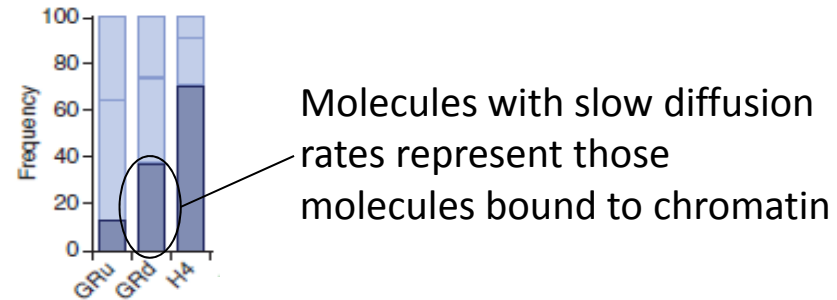 100
80
60
40
20
0
Frequency
GRu GRd H4
Molecules with slow diffusion
rates represent those
molecules bound to chromatin